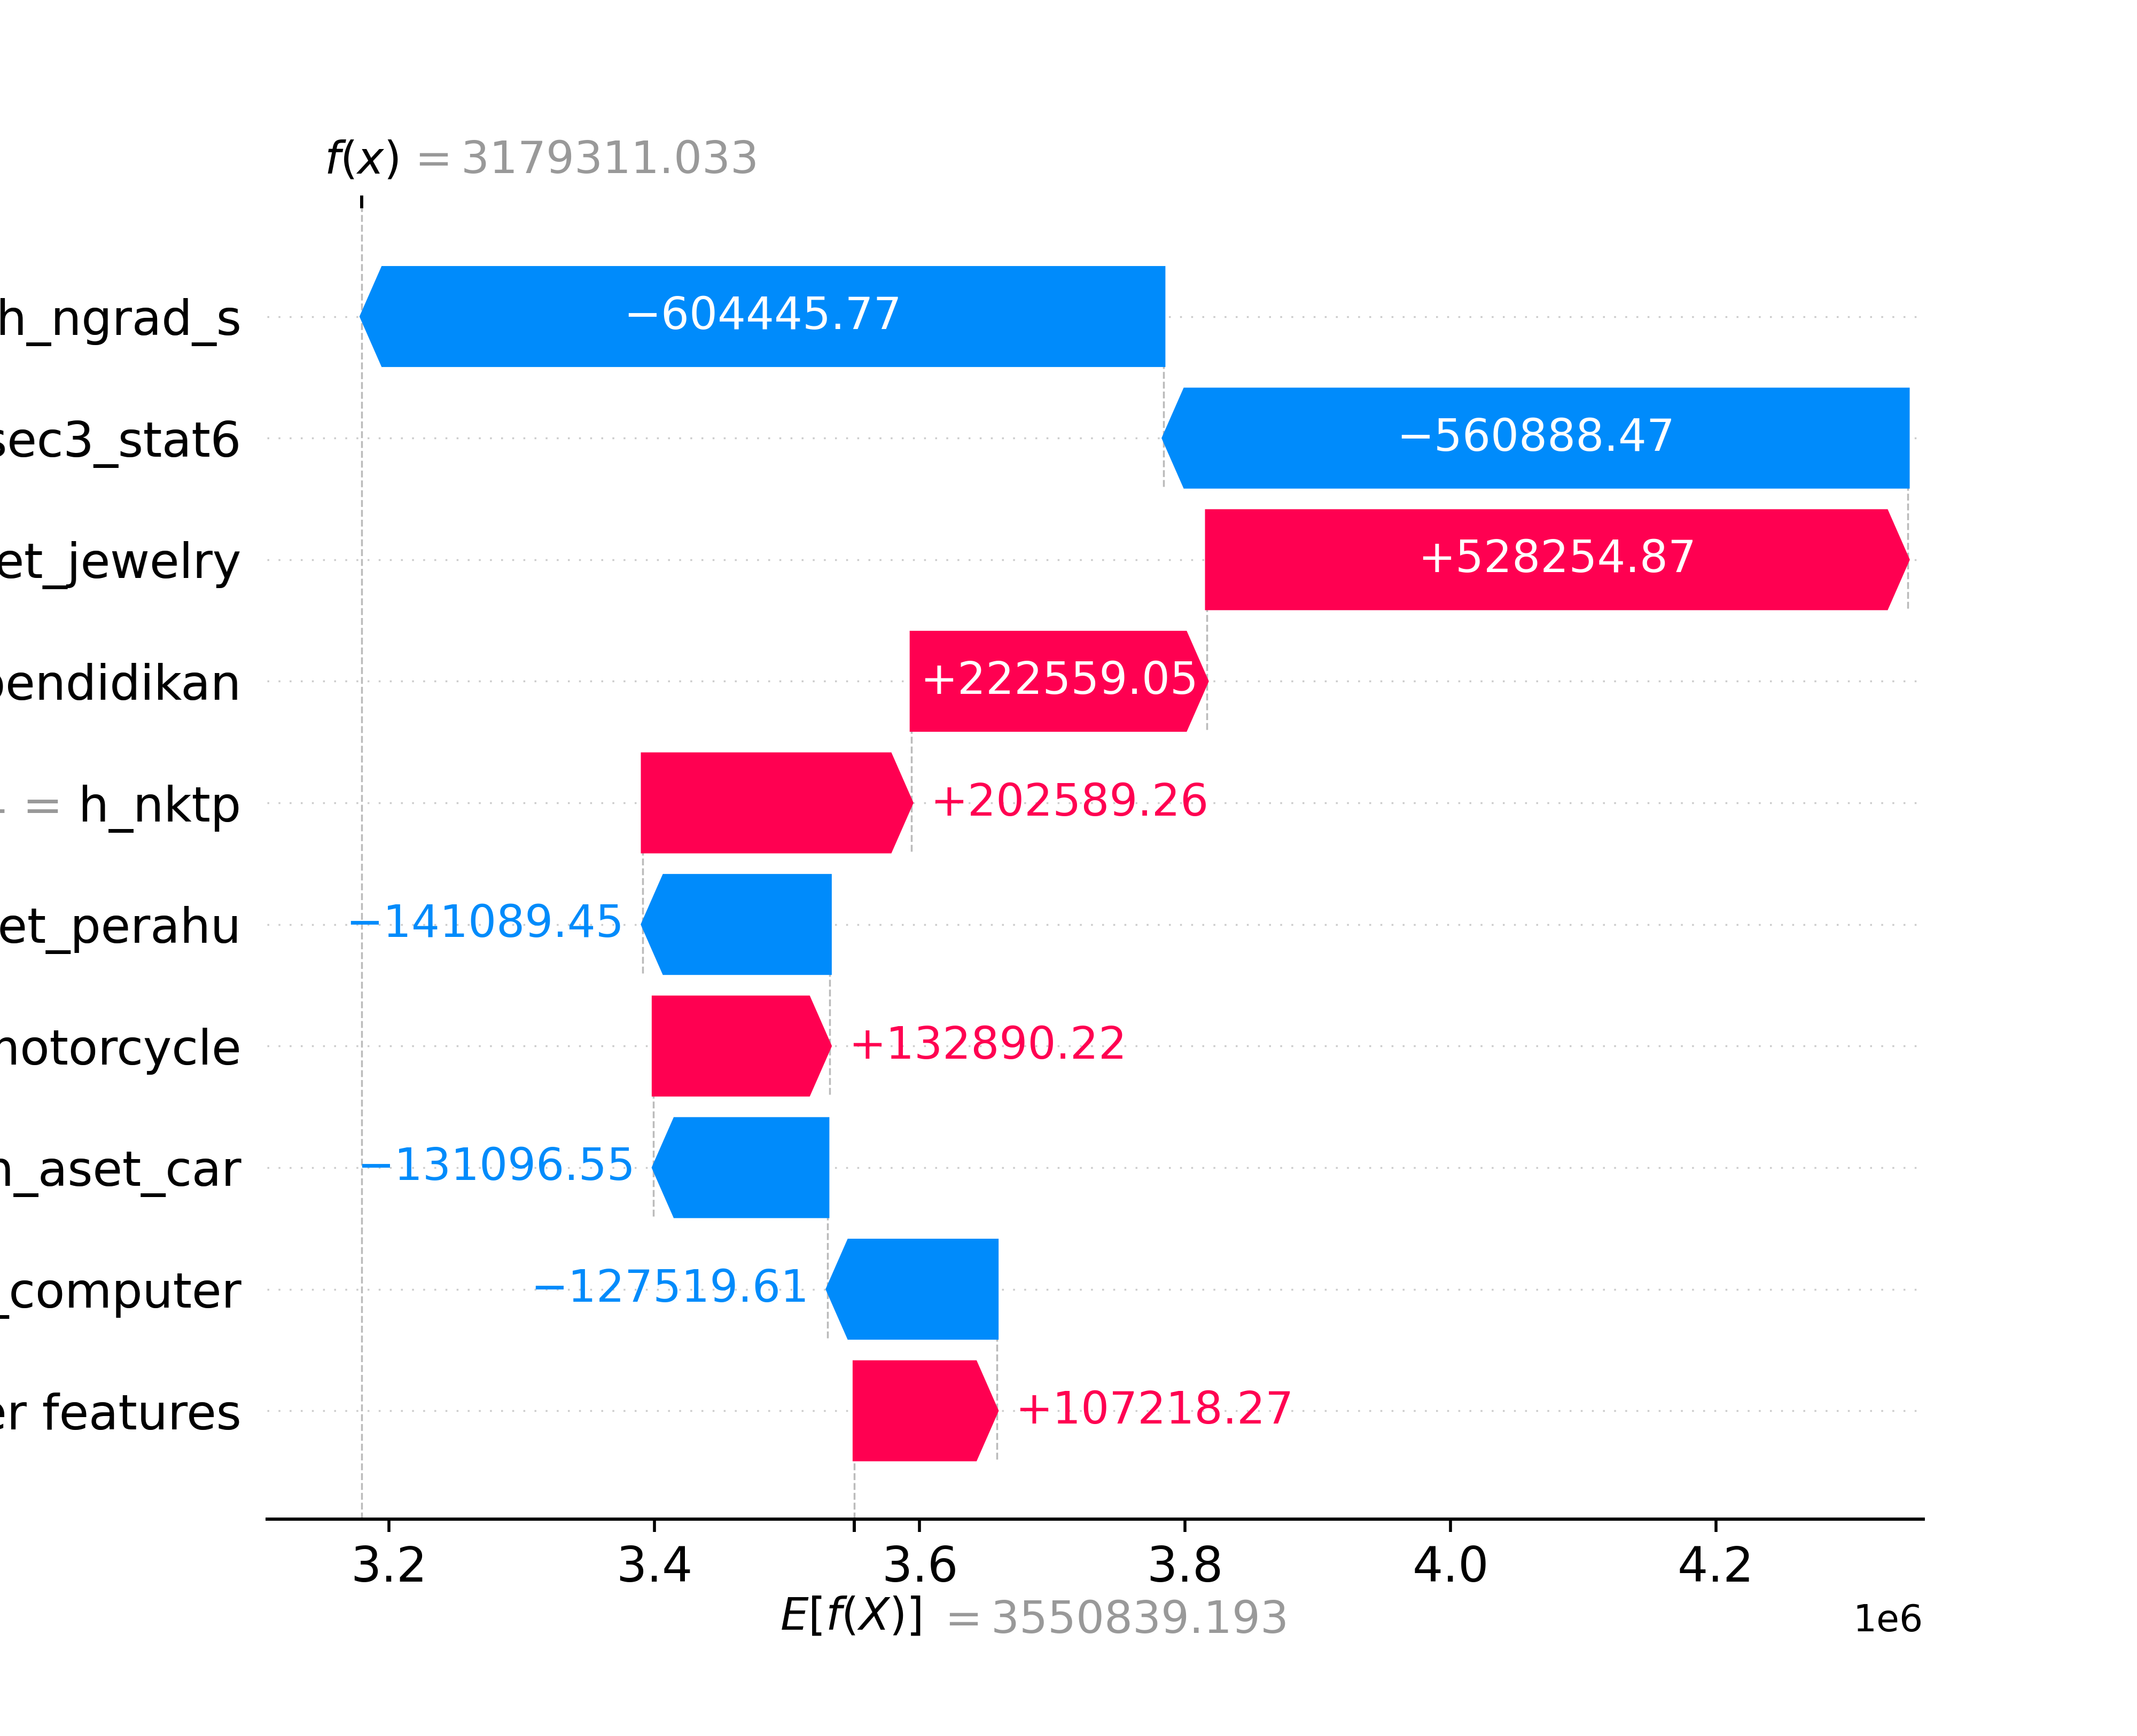 f(x) = 3179311.033
h_ngrad_s −604445.77
sec3_stat6 −560888.47
et_jewelry +528254.87
pendidikan +222559.05
= h_nktp +202589.26
et_perahu −141089.45
motorcycle +132890.22
h_aset_car −131096.55
_computer −127519.61
er features +107218.27
3.2 3.4 3.6 3.8 4.0 4.2
E[f(X)] = 3550839.193
1e6